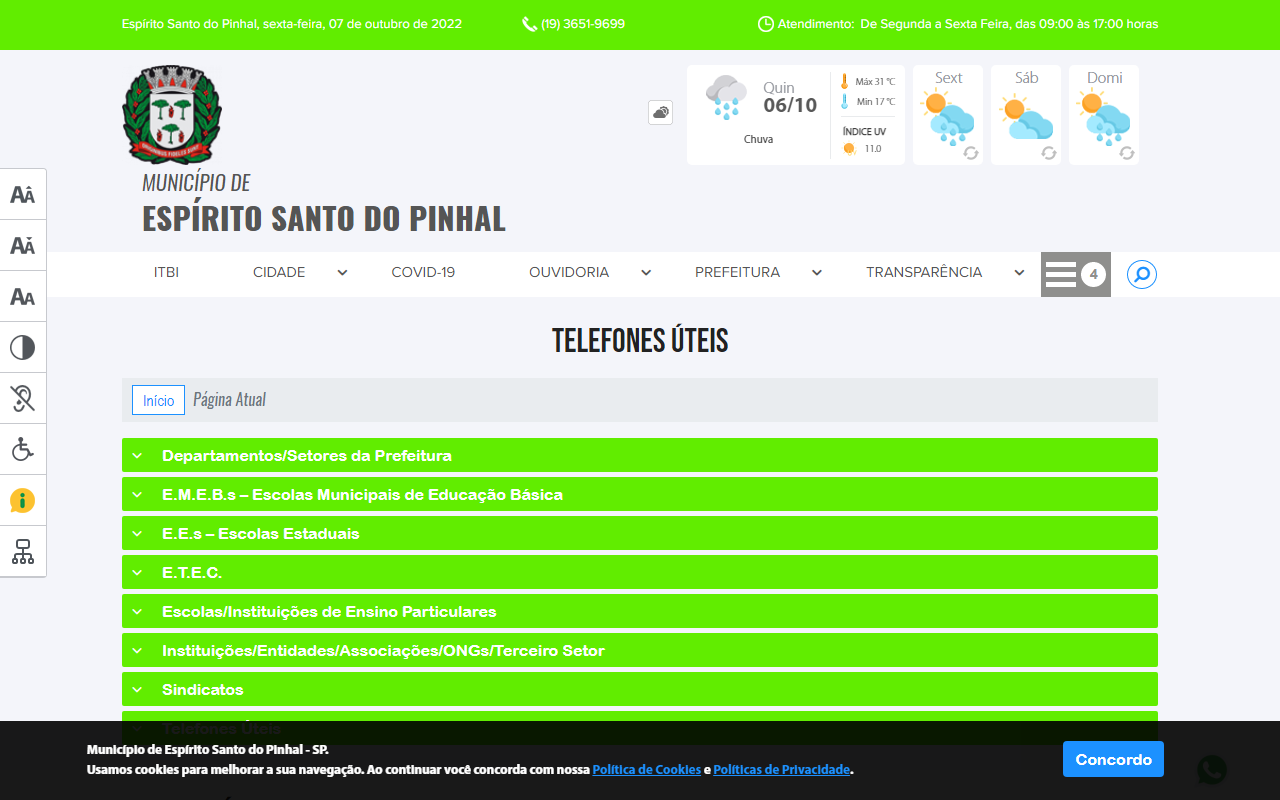 Espírito Santo do Pinhal, sexta-feira, 07 de outubro de 2022
(19) 3651-9699
Atendimento: De Segunda a Sexta Feira, das 09:00 às 17:00 horas
MUNICÍPIO DE
ESPÍRITO SANTO DO PINHAL
Quin
06/10
Chuva
Máx 31 °C
Min 17 °C
ÍNDICE UV
11.0
Sext
Sáb
Domi
ITBI
CIDADE
COVID-19
OUVIDORIA
PREFEITURA
TRANSPARÊNCIA
4
TELEFONES ÚTEIS
Início
Página Atual
Departamentos/Setores da Prefeitura
E.M.E.B.s – Escolas Municipais de Educação Básica
E.E.s – Escolas Estaduais
E.T.E.C.
Escolas/Instituições de Ensino Particulares
Instituições/Entidades/Associações/ONGs/Terceiro Setor
Sindicatos
Telefones Úteis
Município de Espírito Santo do Pinhal - SP.
Usamos cookies para melhorar a sua navegação. Ao continuar você concorda com nossa Política de Cookies e Políticas de Privacidade.
Concordo
AA
AA
AA